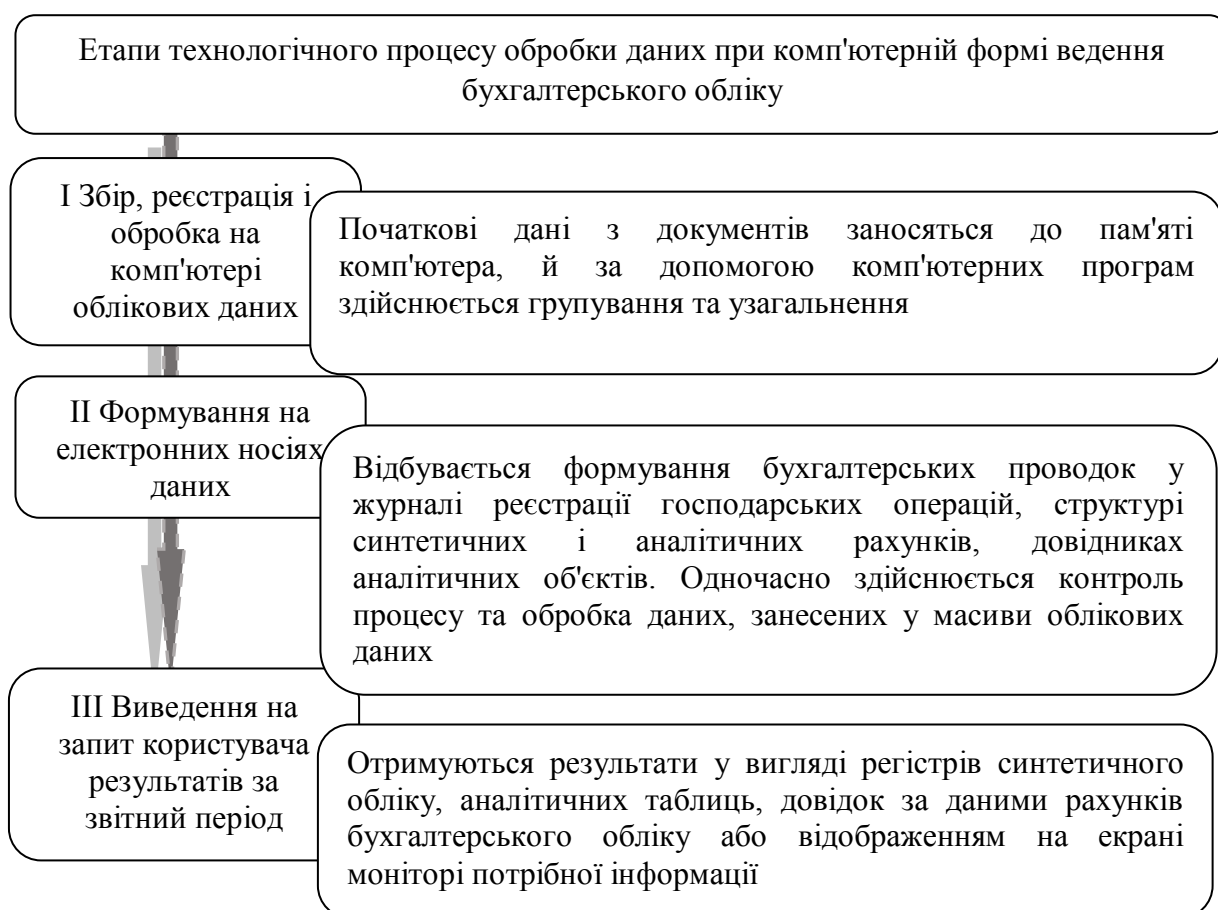 Етапи технологічного процесу обробки даних при комп'ютерній формі ведення
бухгалтерського обліку
І Збір, реєстрація і
обробка на
комп'ютері
облікових даних
Початкові дані з документів заносяться до пам'яті
комп'ютера, й за допомогою комп'ютерних програм
здійснюється групування та узагальнення
ІІ Формування на
електронних носіях
даних
Відбувається формування бухгалтерських проводок у
журналі реєстрації господарських операцій, структурі
синтетичних і аналітичних рахунків, довідниках
аналітичних об'єктів. Одночасно здійснюється контроль
процесу та обробка даних, занесених у масиви облікових
даних
ІІІ Виведення на
запит користувача
результатів за
звітний період
Отримуються результати у вигляді регістрів синтетичного
обліку, аналітичних таблиць, довідок за даними рахунків
бухгалтерського обліку або відображенням на екрані
моніторі потрібної інформації